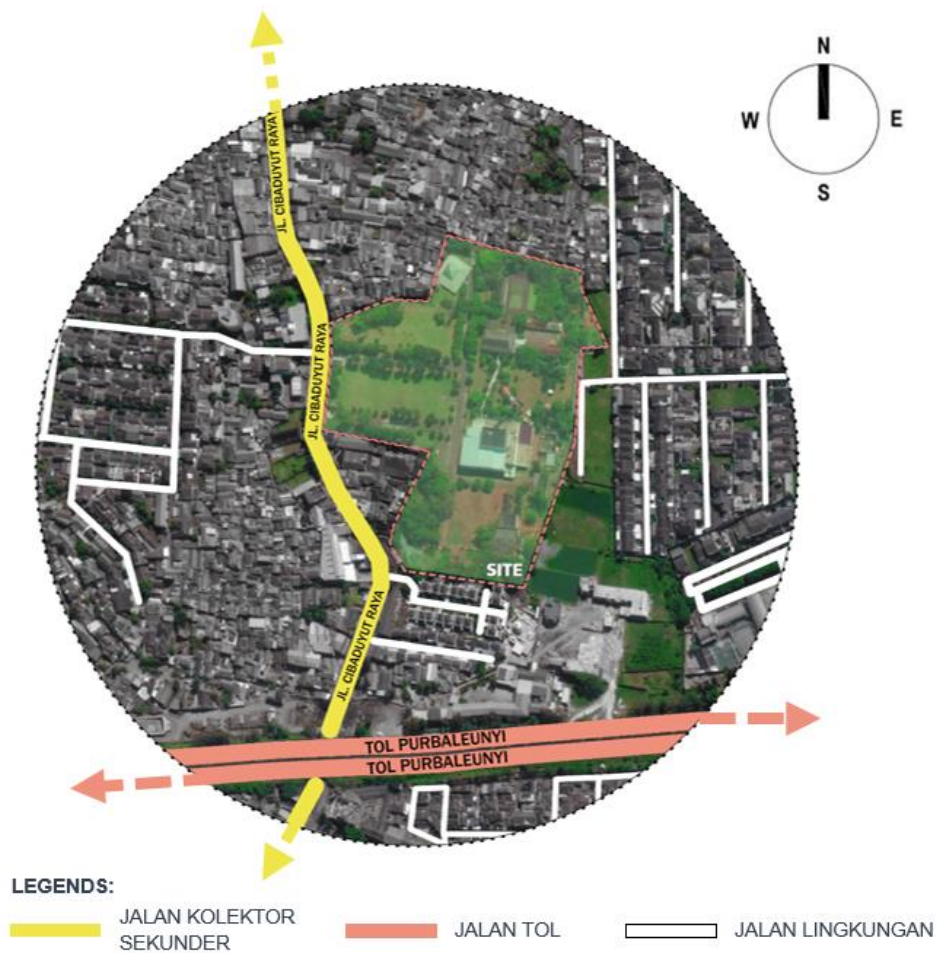 N
W
E
S
JL. CIBADUYUT RAYA
JL. CIBADUYUT RAYA
SITE
JL. CIBADUYUT RAYA
TOL PURBALEUNYI
TOL PURBALEUNYI
LEGENDS:
JALAN KOLEKTOR
SEKUNDER
JALAN TOL
JALAN LINGKUNGAN